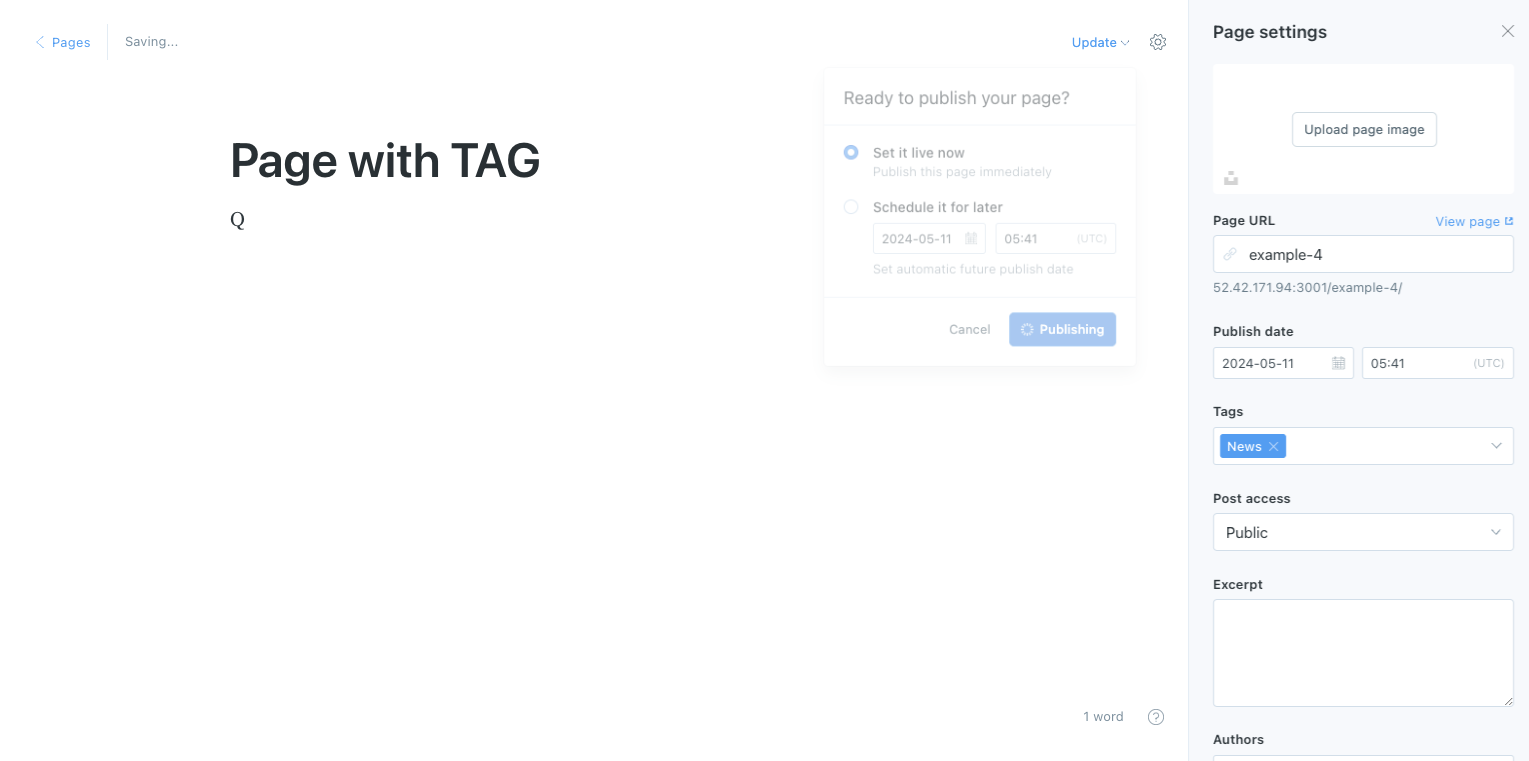 Pages
Saving...
Update
Page with TAG
Q
Ready to publish your page?
Set it live now
Publish this page immediately
Schedule it for later
2024-05-11
05:41 (UTC)
Set automatic future publish date
Cancel
Publishing
1 word
?
Page settings
Upload page image
Page URL
View page
example-4
52.42.171.94:3001/example-4/
Publish date
2024-05-11
05:41 (UTC)
Tags
News
Post access
Public
Excerpt
Authors